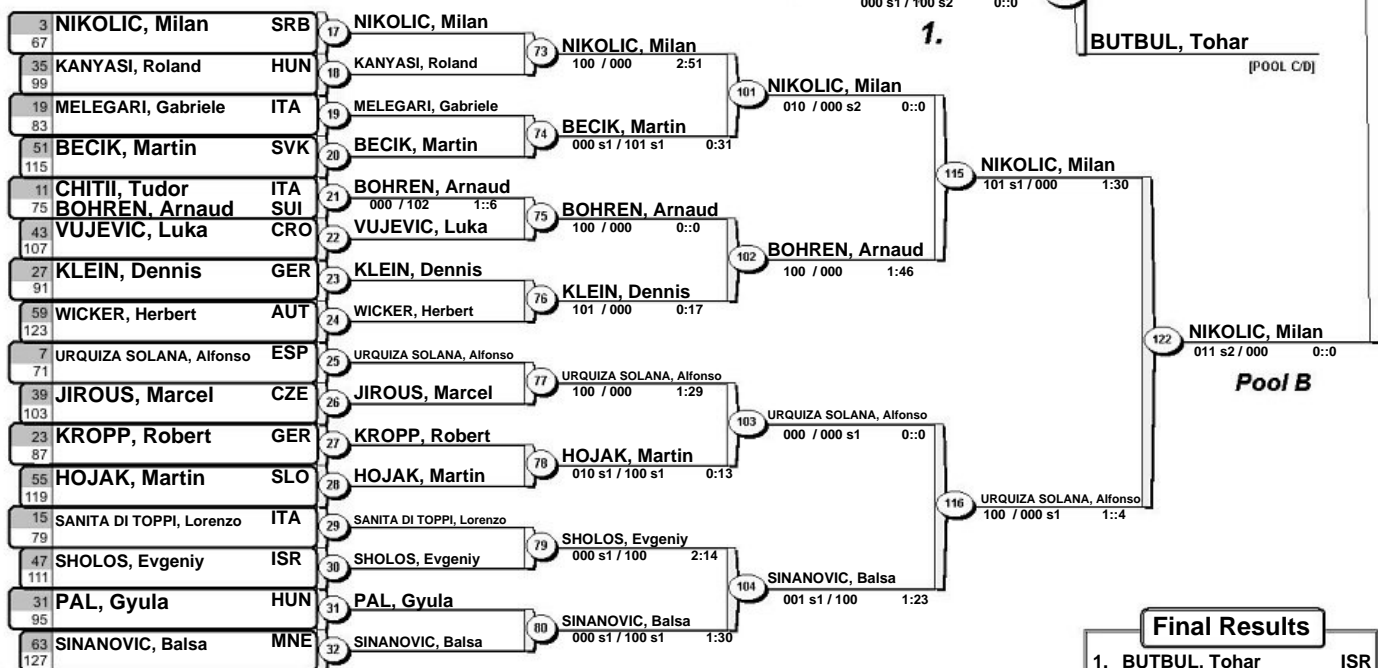 000 s1 / 100 s2 0::0
1.
BUTBUL, Tohar
[POOL C/D]
3 NIKOLIC, Milan SRB
67
35 KANYASI, Roland HUN
99
19 MELEGARI, Gabriele ITA
83
51 BECIK, Martin SVK
115
11 CHITII, Tudor ITA
75 BOHREN, Arnaud SUI
43 VUJEVIC, Luka CRO
107
27 KLEIN, Dennis GER
91
59 WICKER, Herbert AUT
123
7 URQUIZA SOLANA, Alfonso ESP
71
39 JIROUS, Marcel CZE
103
23 KROPP, Robert GER
87
55 HOJAK, Martin SLO
119
15 SANITA DI TOPPI, Lorenzo ITA
79
47 SHOLOS, Evgeniy ISR
111
31 PAL, Gyula HUN
95
63 SINANOVIC, Balsa MNE
127
17 NIKOLIC, Milan
18 KANYASI, Roland
19 MELEGARI, Gabriele
20 BECIK, Martin
21 BOHREN, Arnaud
000 / 102 1::6
22 VUJEVIC, Luka
23 KLEIN, Dennis
24 WICKER, Herbert
25 URQUIZA SOLANA, Alfonso
26 JIROUS, Marcel
27 KROPP, Robert
28 HOJAK, Martin
29 SANITA DI TOPPI, Lorenzo
30 SHOLOS, Evgeniy
31 PAL, Gyula
32 SINANOVIC, Balsa
73 NIKOLIC, Milan
100 / 000 2:51
74 BECIK, Martin
000 s1 / 101 s1 0:31
75 BOHREN, Arnaud
100 / 000 0::0
76 KLEIN, Dennis
101 / 000 0:17
77 URQUIZA SOLANA, Alfonso
100 / 000 1:29
78 HOJAK, Martin
010 s1 / 100 s1 0:13
79 SHOLOS, Evgeniy
000 s1 / 100 2:14
80 SINANOVIC, Balsa
000 s1 / 100 s1 1:30
101 NIKOLIC, Milan
010 / 000 s2 0::0
102 BOHREN, Arnaud
100 / 000 1:46
103 URQUIZA SOLANA, Alfonso
000 / 000 s1 0::0
104 SINANOVIC, Balsa
001 s1 / 100 1:23
115 NIKOLIC, Milan
101 s1 / 000 1:30
116 URQUIZA SOLANA, Alfonso
100 / 000 s1 1::4
122 NIKOLIC, Milan
011 s2 / 000 0::0
Pool B
Final Results
1. BUTBUL, Tohar ISR